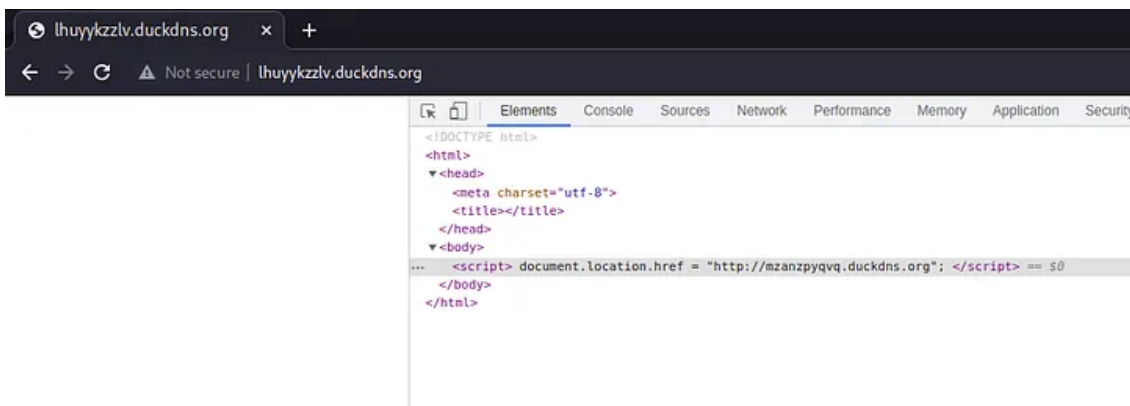 lhuyykzzlv.duckdns.org
Not secure | lhuyykzzlv.duckdns.org
Elements Console Sources Network Performance Memory Application Security
<!DOCTYPE html>
<html>
▼<head>
<meta charset="utf-8">
<title></title>
</head>
▼<body>
... <script> document.location.href = "http://mzanzpyqvq.duckdns.org"; </script> == $0
</body>
</html>